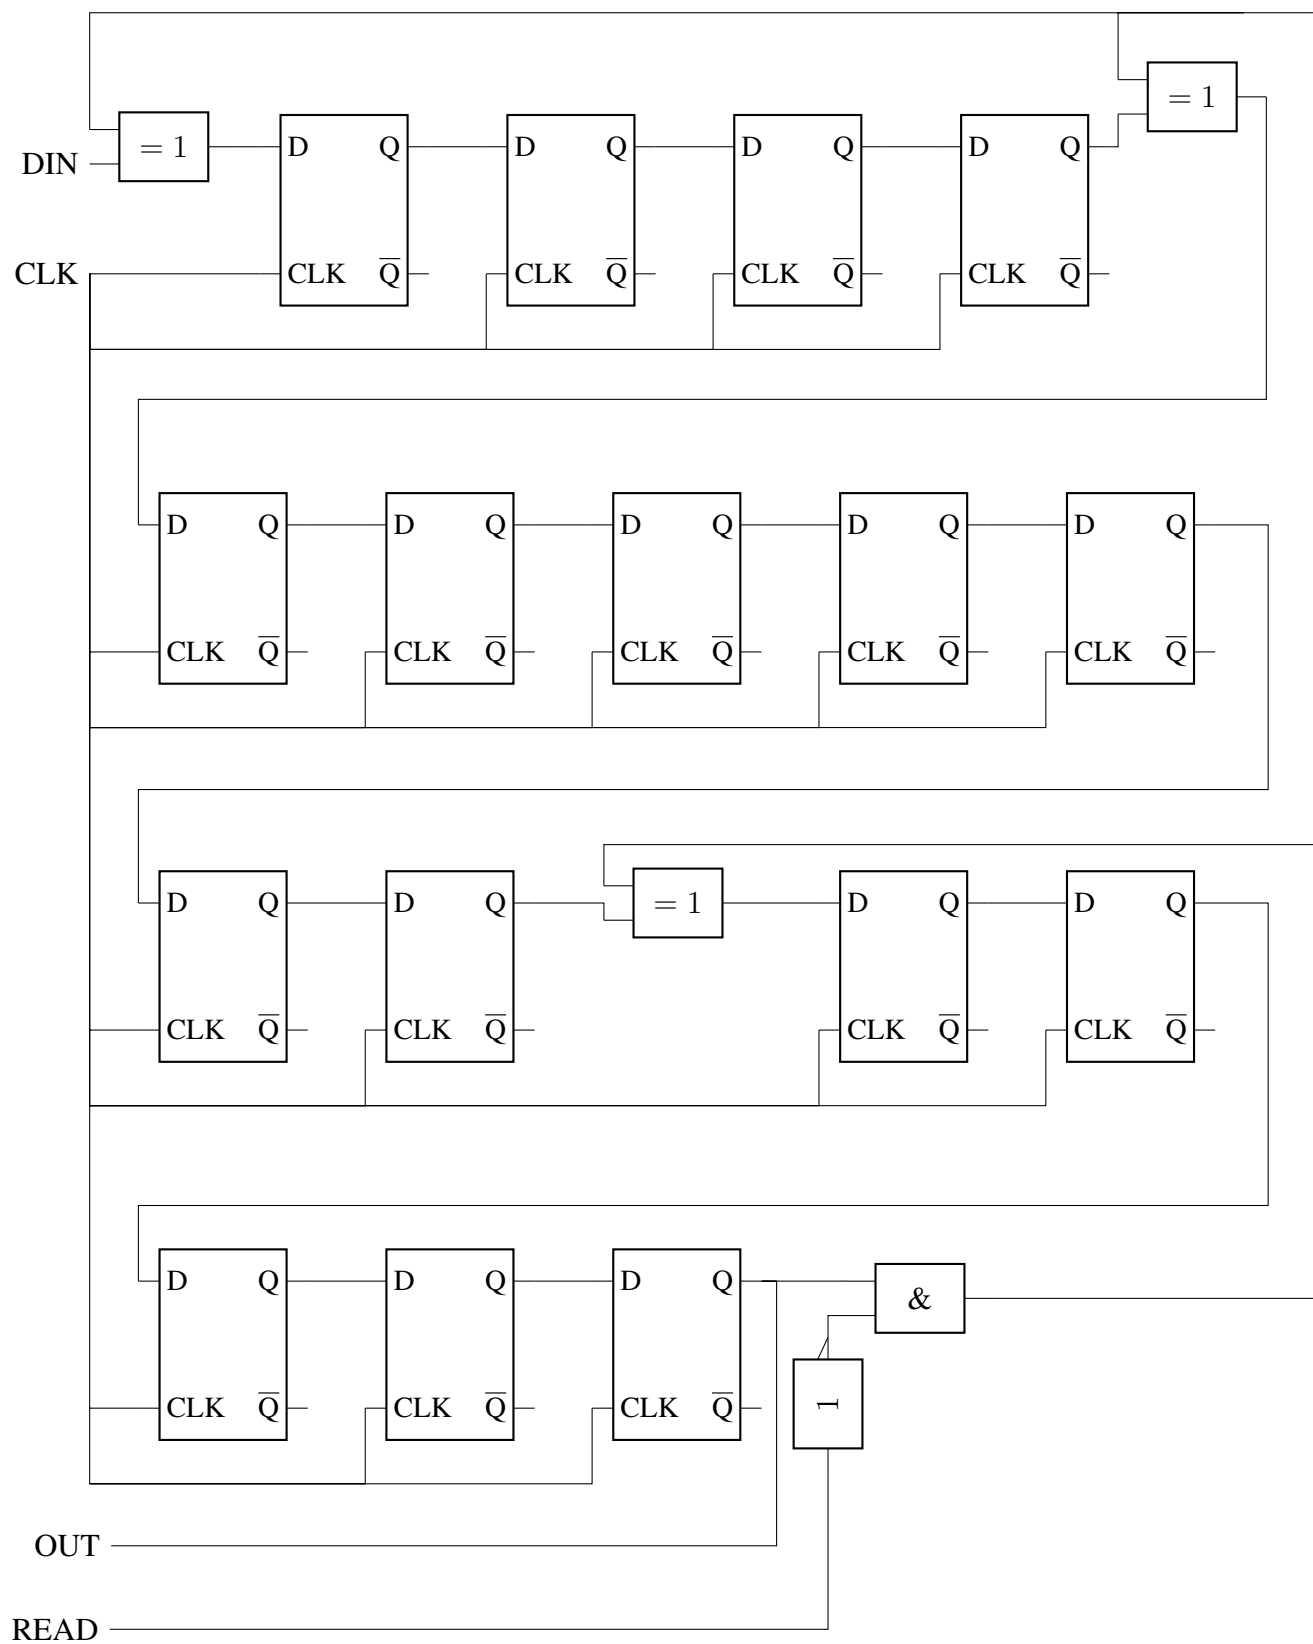 = 1
= 1
DIN
D Q D Q D Q D Q
CLK
CLK Q CLK Q CLK Q CLK Q
D Q D Q D Q D Q D Q
CLK Q CLK Q CLK Q CLK Q CLK Q
D Q D Q = 1 D Q D Q
CLK Q CLK Q CLK Q CLK Q
D Q D Q D Q &
CLK Q CLK Q CLK Q 1
OUT
READ